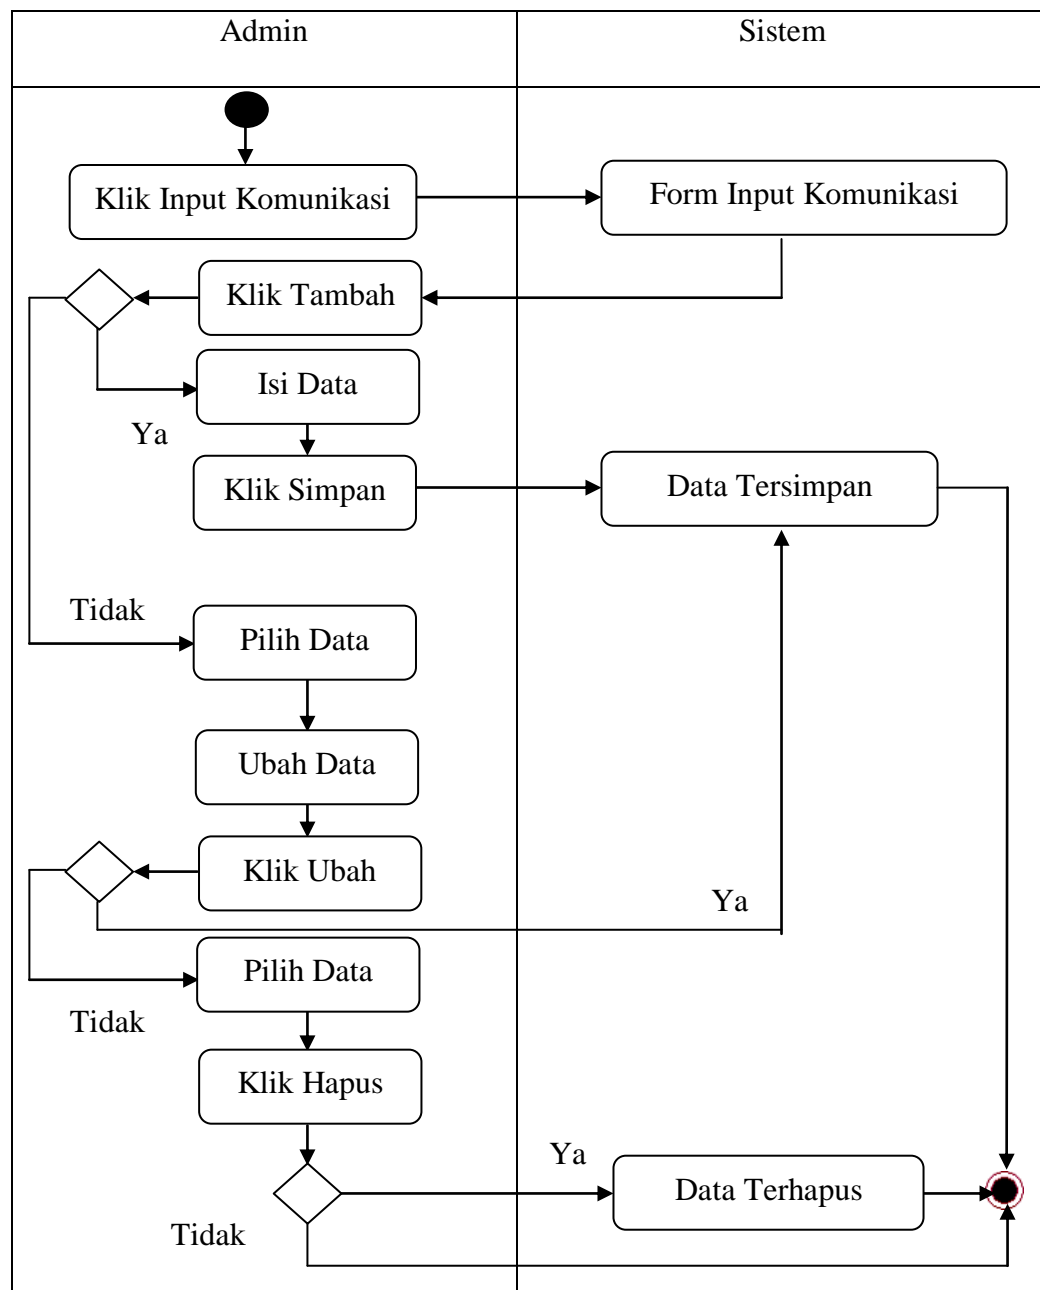 Admin
Sistem
Klik Input Komunikasi
Form Input Komunikasi
Klik Tambah
Isi Data
Ya
Klik Simpan
Data Tersimpan
Tidak
Pilih Data
Ubah Data
Klik Ubah
Ya
Pilih Data
Tidak
Klik Hapus
Ya
Data Terhapus
Tidak